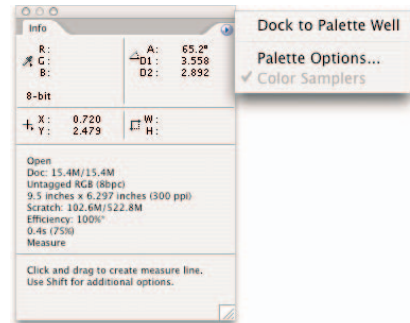 Info
R:
G:
B:
A: 65.2°
D1: 3.558
D2: 2.892
8-bit
X: 0.720
Y: 2.479
W:
H:
Open
Doc: 15.4M/15.4M
Untagged RGB (8bpc)
9.5 inches x 6.297 inches (300 ppi)
Scratch: 102.6M/522.8M
Efficiency: 100%*
0.4s (75%)
Measure
Click and drag to create measure line.
Use Shift for additional options.
Dock to Palette Well
Palette Options...
Color Samplers